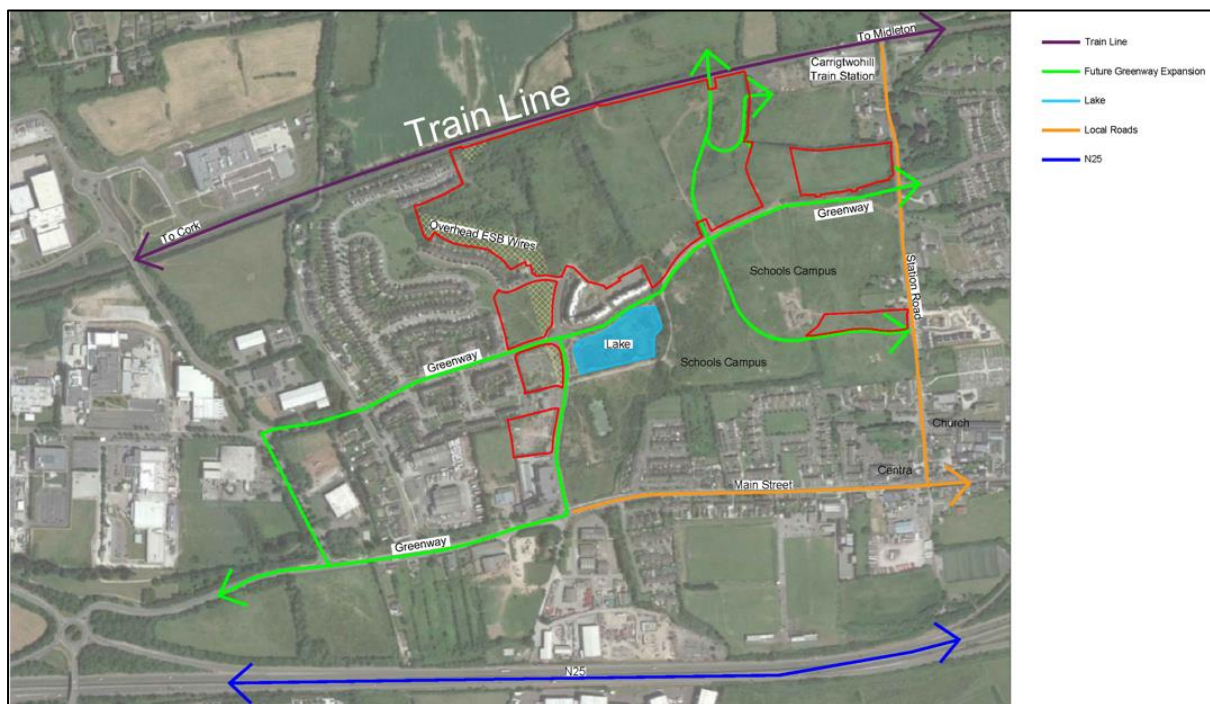 To Midleton
Carrigtwohill
Train Station
Train Line
To Cork
Overhead ESB Wires
Greenway
Schools Campus
Station Road
Lake
Schools Campus
Greenway
Church
Centra
Main Street
Greenway
N25
Train Line
Future Greenway Expansion
Lake
Local Roads
N25